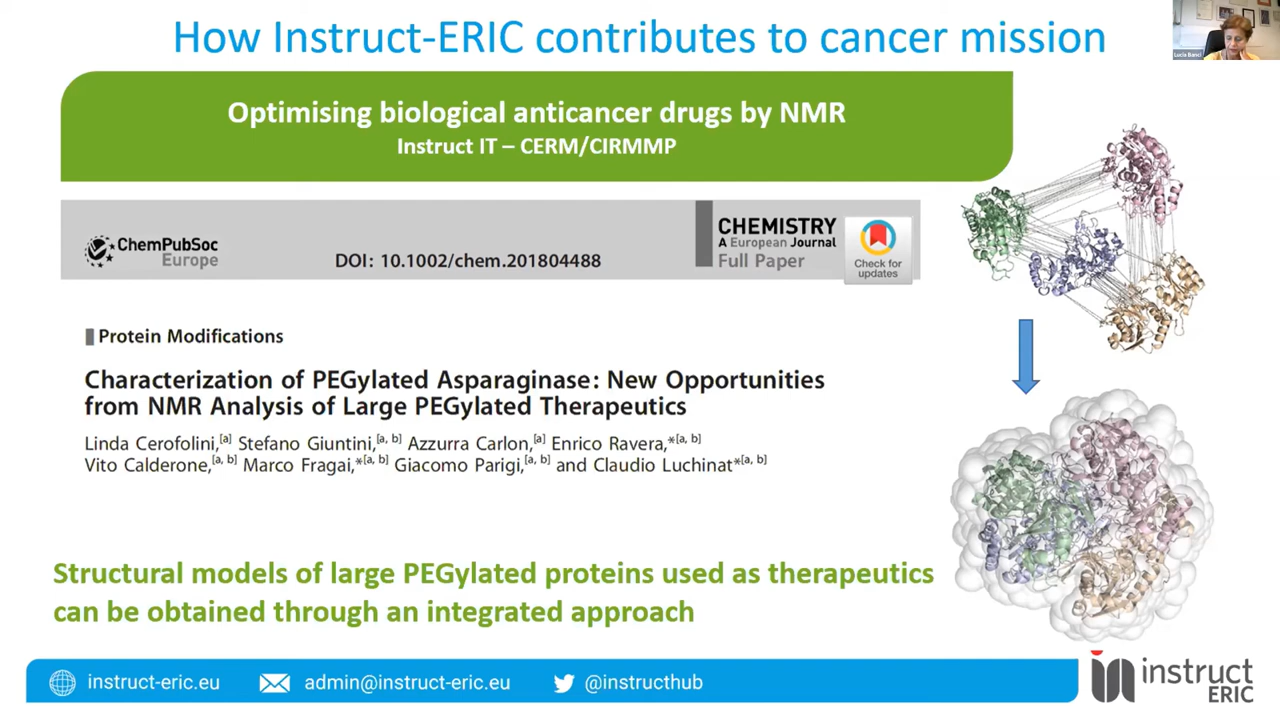 How Instruct-ERIC contributes to cancer mission
Lucia Banci
Optimising biological anticancer drugs by NMR
Instruct IT – CERM/CIRMMP
ChemPubSoc
Europe
DOI: 10.1002/chem.201804488
CHEMISTRY
A European Journal
Full Paper
Check for
updates
Protein Modifications
Characterization of PEGylated Asparaginase: New Opportunities
from NMR Analysis of Large PEGylated Therapeutics
Linda Cerofolini,[a] Stefano Giuntini,[a, b] Azzurra Carlon,[a] Enrico Ravera,*[a, b]
Vito Calderone,[a, b] Marco Fragai,*[a, b] Giacomo Parigi,[a, b] and Claudio Luchinat*[a, b]
Structural models of large PEGylated proteins used as therapeutics
can be obtained through an integrated approach
instruct-eric.eu admin@instruct-eric.eu @instructhub
instruct
ERIC